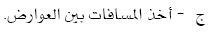 ج - أخذ المسافات بين العوارض.